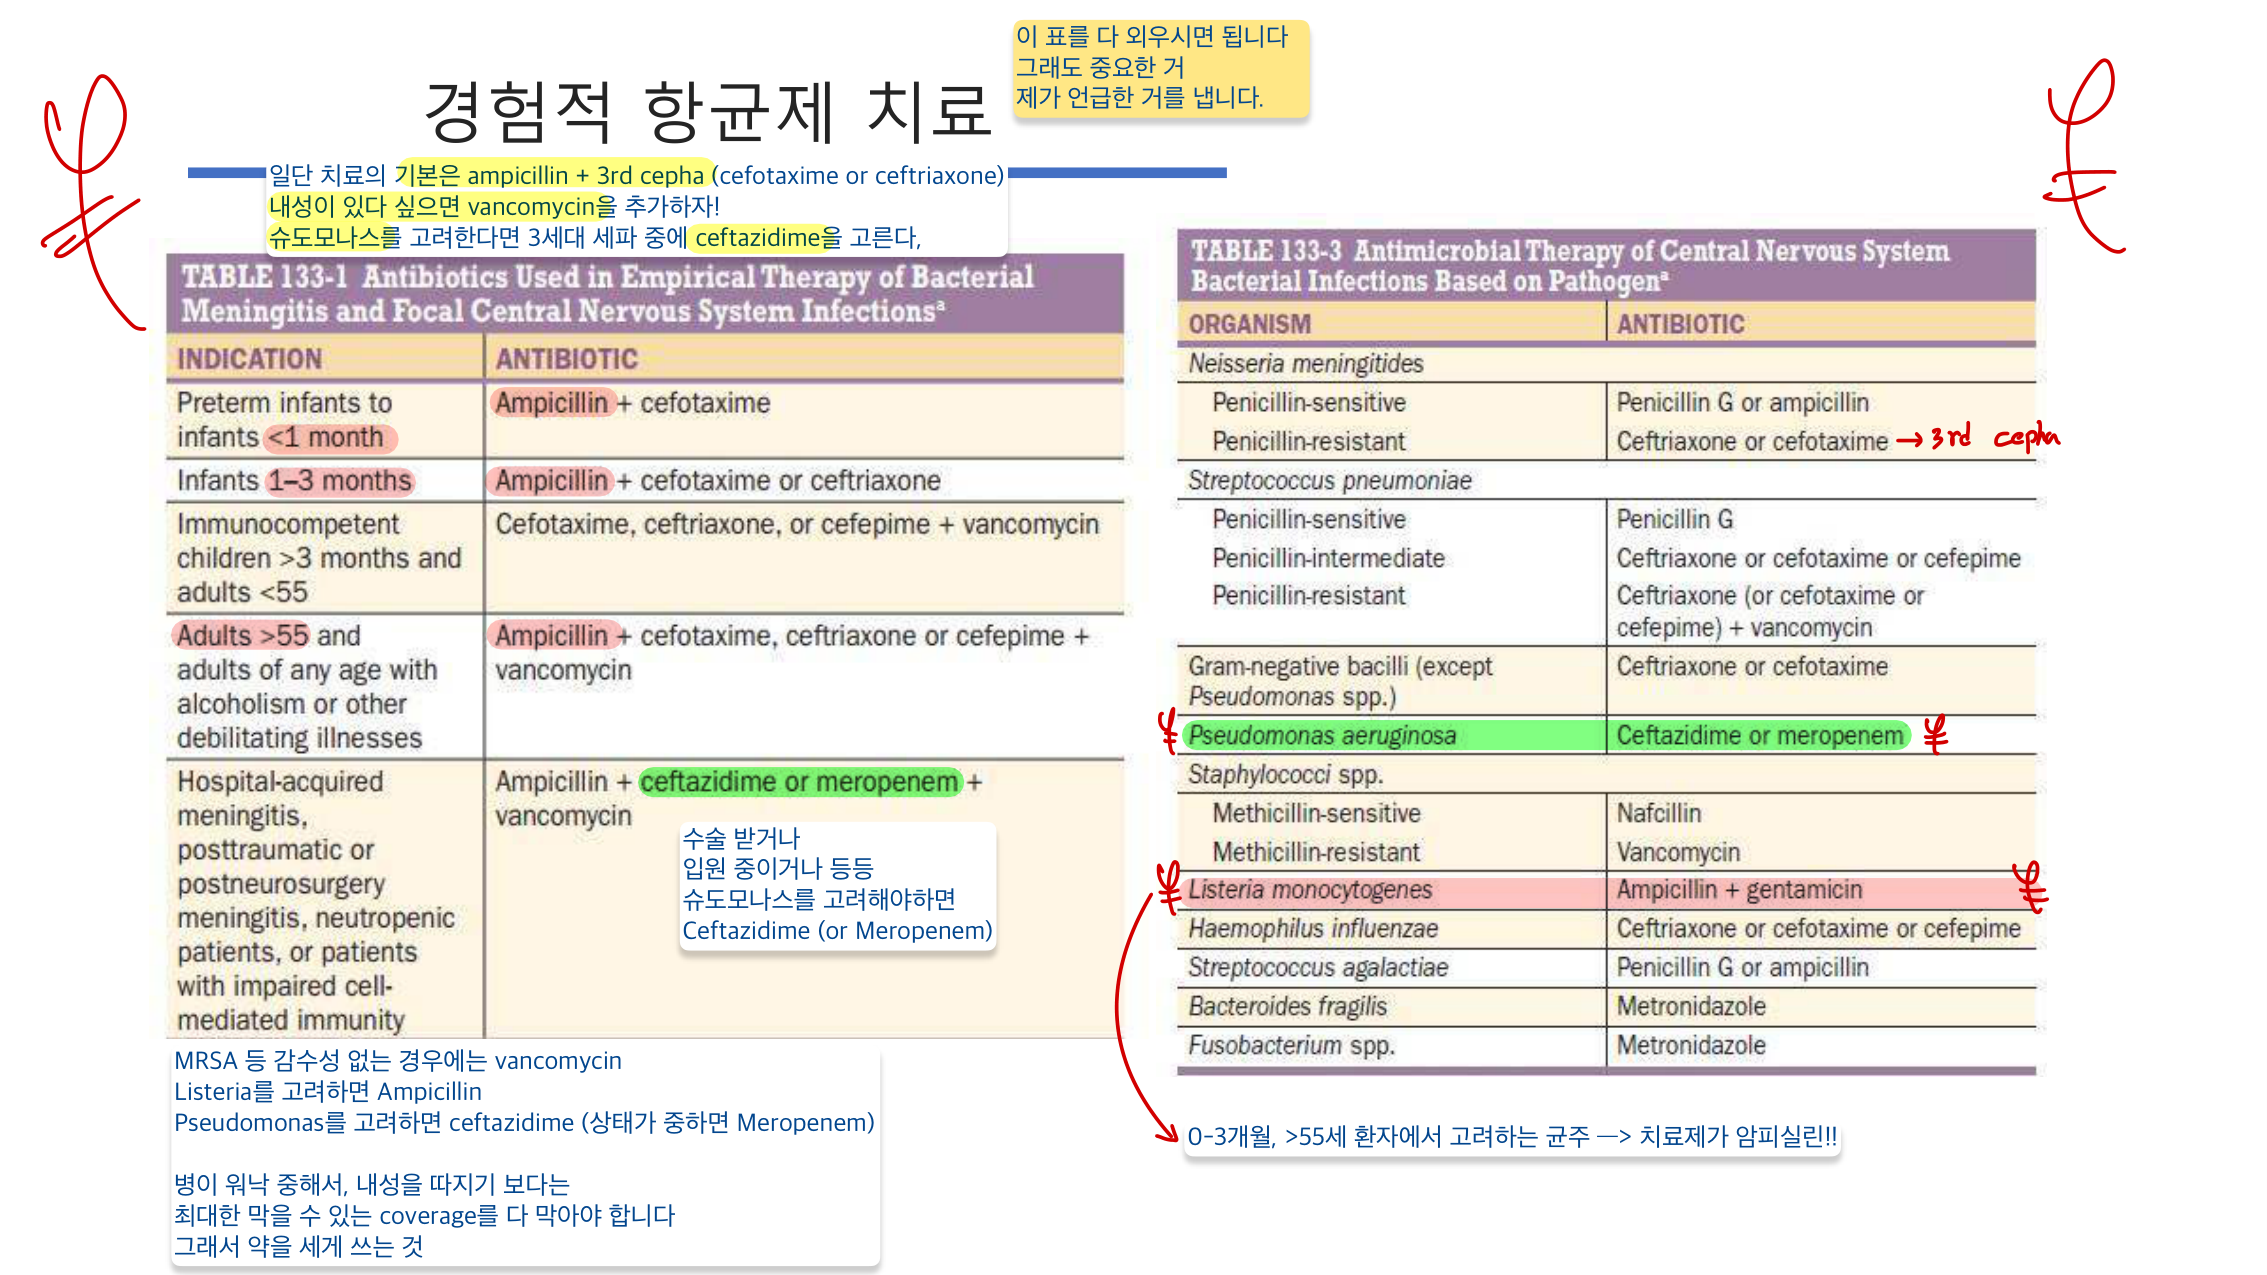 이 표를 다 외우시면 됩니다
그래도 중요한 거
제가 언급한 거를 냅니다.
경험적 항균제 치료
일단 치료의 기본은 ampicillin + 3rd cepha (cefotaxime or ceftriaxone)
내성이 있다 싶으면 vancomycin을 추가하자!
슈도모나스를 고려한다면 3세대 세파 중에 ceftazidime을 고른다,
TABLE 133-1 Antibiotics Used in Empirical Therapy of Bacterial
Meningitis and Focal Central Nervous System Infectionsᵃ
INDICATION ANTIBIOTIC
Preterm infants to Ampicillin + cefotaxime
infants <1 month
Infants 1–3 months Ampicillin + cefotaxime or ceftriaxone
Immunocompetent Cefotaxime, ceftriaxone, or cefepime + vancomycin
children >3 months and
adults <55
Adults >55 and Ampicillin + cefotaxime, ceftriaxone or cefepime +
adults of any age with vancomycin
alcoholism or other
debilitating illnesses
Hospital-acquired Ampicillin + ceftazidime or meropenem +
meningitis, vancomycin
posttraumatic or
postneurosurgery
meningitis, neutropenic
patients, or patients
with impaired cell-
mediated immunity
수술 받거나
입원 중이거나 등등
슈도모나스를 고려해야하면
Ceftazidime (or Meropenem)
MRSA 등 감수성 없는 경우에는 vancomycin
Listeria를 고려하면 Ampicillin
Pseudomonas를 고려하면 ceftazidime (상태가 중하면 Meropenem)
병이 워낙 중해서, 내성을 따지기 보다는
최대한 막을 수 있는 coverage를 다 막아야 합니다
그래서 약을 세게 쓰는 것
TABLE 133-3 Antimicrobial Therapy of Central Nervous System
Bacterial Infections Based on Pathogenᵃ
ORGANISM ANTIBIOTIC
Neisseria meningitides
Penicillin-sensitive Penicillin G or ampicillin
Penicillin-resistant Ceftriaxone or cefotaxime → 3rd cepha
Streptococcus pneumoniae
Penicillin-sensitive Penicillin G
Penicillin-intermediate Ceftriaxone or cefotaxime or cefepime
Penicillin-resistant Ceftriaxone (or cefotaxime or
cefepime) + vancomycin
Gram-negative bacilli (except Ceftriaxone or cefotaxime
Pseudomonas spp.)
Pseudomonas aeruginosa Ceftazidime or meropenem
Staphylococci spp.
Methicillin-sensitive Nafcillin
Methicillin-resistant Vancomycin
Listeria monocytogenes Ampicillin + gentamicin
Haemophilus influenzae Ceftriaxone or cefotaxime or cefepime
Streptococcus agalactiae Penicillin G or ampicillin
Bacteroides fragilis Metronidazole
Fusobacterium spp. Metronidazole
0-3개월, >55세 환자에서 고려하는 균주 —> 치료제가 암피실린!!